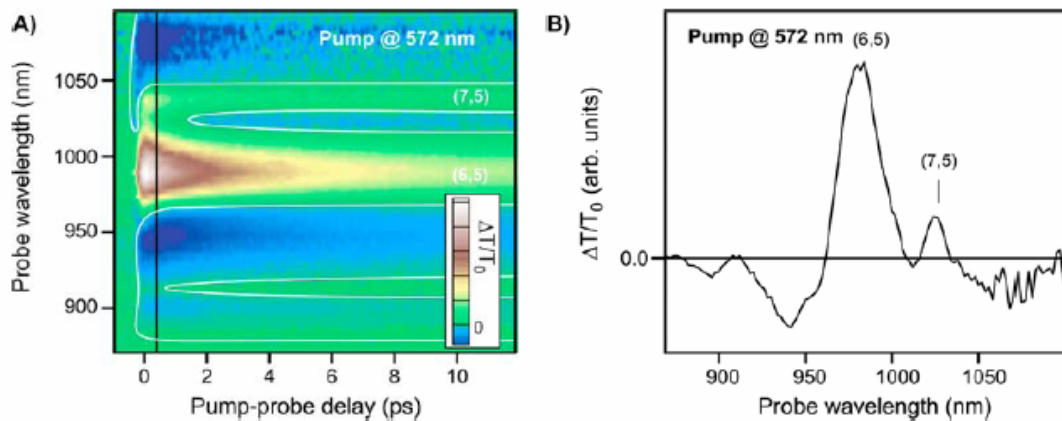 A)
Pump @ 572 nm
Probe wavelength (nm)
1050
1000
950
900
(7,5)
(6,5)
ΔT/T0
0
0
2
4
6
8
10
Pump-probe delay (ps)
B)
Pump @ 572 nm
(6,5)
(7,5)
ΔT/T0 (arb. units)
0.0
900
950
1000
1050
Probe wavelength (nm)